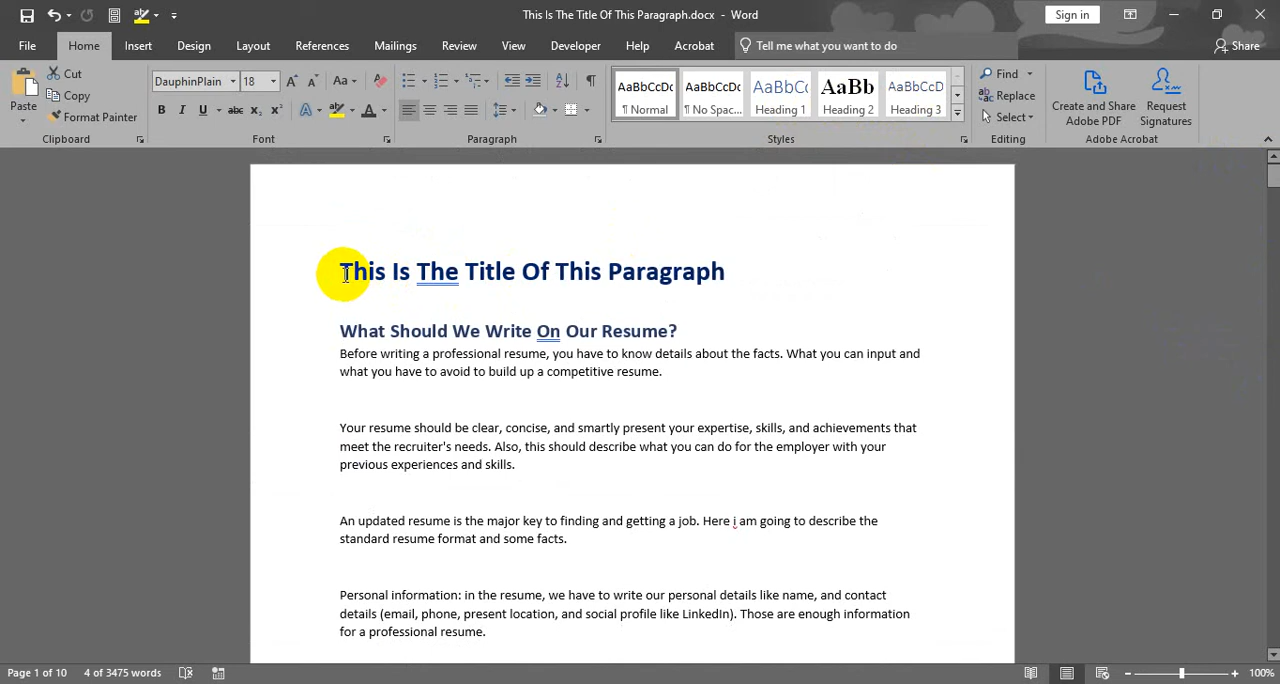 This Is The Title Of This Paragraph.docx - Word
Sign in
File Home Insert Design Layout References Mailings Review View Developer Help Acrobat Tell me what you want to do Share
Paste
Cut
Copy
Format Painter
Clipboard
DauphinPlain 18 Aa
B I U abc x₂ x² A aby A
Font
Paragraph
AaBbCcDc AaBbCcDc AaBbCc AaBb AaBbCcD
¶ Normal ¶ No Spac... Heading 1 Heading 2 Heading 3
Styles
Find
Replace
Select
Editing
Create and Share Adobe PDF
Request Signatures
Adobe Acrobat
This Is The Title Of This Paragraph
What Should We Write On Our Resume?
Before writing a professional resume, you have to know details about the facts. What you can input and
what you have to avoid to build up a competitive resume.
Your resume should be clear, concise, and smartly present your expertise, skills, and achievements that
meet the recruiter's needs. Also, this should describe what you can do for the employer with your
previous experiences and skills.
An updated resume is the major key to finding and getting a job. Here i am going to describe the
standard resume format and some facts.
Personal information: in the resume, we have to write our personal details like name, and contact
details (email, phone, present location, and social profile like LinkedIn). Those are enough information
for a professional resume.
Page 1 of 10 4 of 3475 words 100%